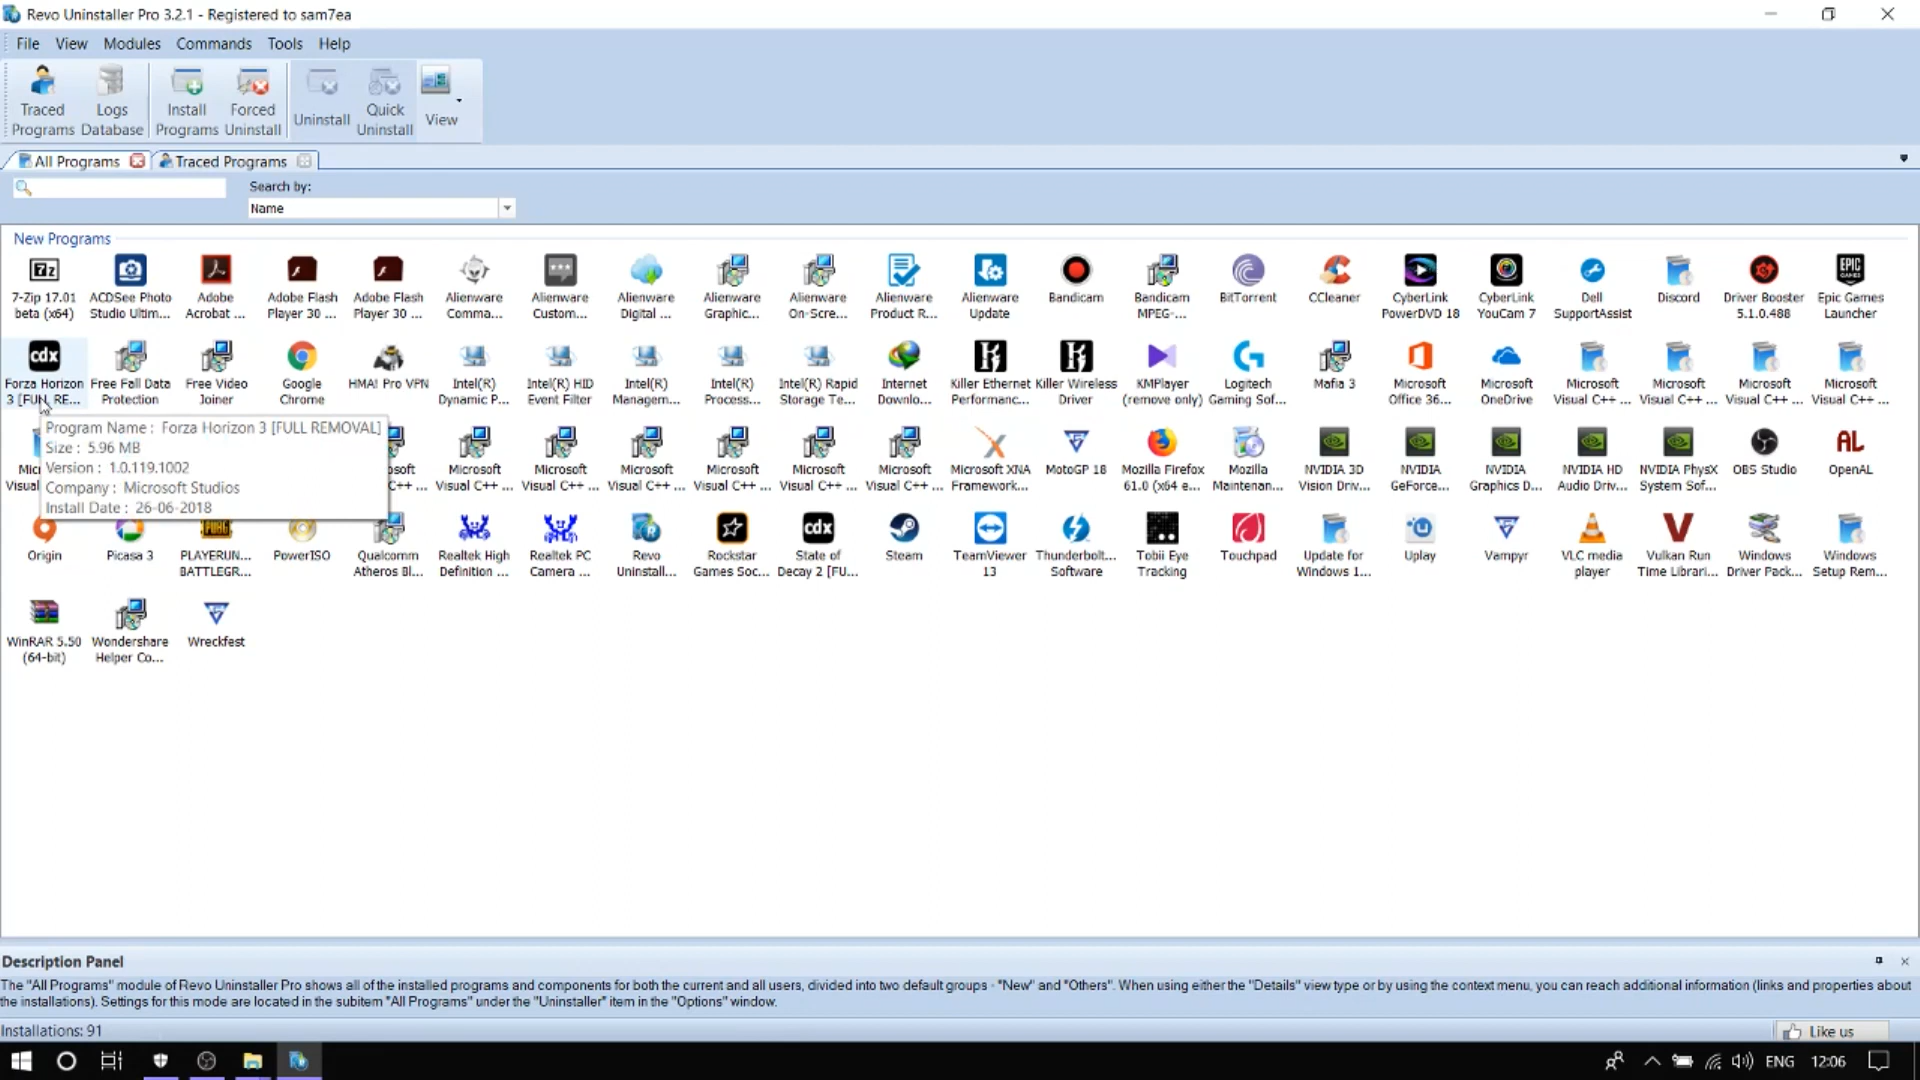 Revo Uninstaller Pro 3.2.1 - Registered to sam7ea
File View Modules Commands Tools Help
Traced Programs
Logs Database
Install Programs
Forced Uninstall
Uninstall
Quick Uninstall
View
All Programs
Traced Programs
Search by:
Name
New Programs
7-Zip 17.01 beta (x64)
ACDSee Photo Studio Ultim...
Adobe Acrobat ...
Adobe Flash Player 30 ...
Adobe Flash Player 30 ...
Alienware Comma...
Alienware Custom...
Alienware Digital ...
Alienware Graphic...
Alienware On-Scre...
Alienware Product R...
Alienware Update
Bandicam
Bandicam MPEG-...
BitTorrent
CCleaner
CyberLink PowerDVD 18
CyberLink YouCam 7
Dell SupportAssist
Discord
Driver Booster 5.1.0.488
EPIC GAMES
Epic Games Launcher
cdx
Forza Horizon 3 [FULL RE...
Free Fall Data Protection
Free Video Joiner
Google Chrome
HMA! Pro VPN
Intel(R) Dynamic P...
Intel(R) HID Event Filter
Intel(R) Managem...
Intel(R) Process...
Intel(R) Rapid Storage Te...
Internet Downlo...
Killer Ethernet Performanc...
Killer Wireless Driver
KMPlayer (remove only)
Logitech Gaming Sof...
Mafia 3
Microsoft Office 36...
Microsoft OneDrive
Microsoft Visual C++ ...
Microsoft Visual C++ ...
Microsoft Visual C++ ...
Microsoft Visual C++ ...
Program Name : Forza Horizon 3 [FULL REMOVAL]
Size : 5.96 MB
Version : 1.0.119.1002
Company : Microsoft Studios
Install Date : 26-06-2018
Mic
Visual
soft
C++ ...
Microsoft Visual C++ ...
Microsoft Visual C++ ...
Microsoft Visual C++ ...
Microsoft Visual C++ ...
Microsoft Visual C++ ...
Microsoft Visual C++ ...
Microsoft XNA Framework...
MotoGP 18
Mozilla Firefox 61.0 (x64 e...
Mozilla Maintenan...
NVIDIA 3D Vision Driv...
NVIDIA GeForce...
NVIDIA Graphics D...
NVIDIA HD Audio Driv...
NVIDIA PhysX System Sof...
OBS Studio
AL
OpenAL
Origin
Picasa 3
PLAYERUN... BATTLEGR...
PowerISO
Qualcomm Atheros Bl...
Realtek High Definition ...
Realtek PC Camera ...
Revo Uninstall...
Rockstar Games Soc...
cdx
State of Decay 2 [FU...
Steam
TeamViewer 13
Thunderbolt... Software
Tobii Eye Tracking
Touchpad
Update for Windows 1...
Uplay
Vampyr
VLC media player
Vulkan Run Time Librari...
Windows Driver Pack...
Windows Setup Rem...
WinRAR 5.50 (64-bit)
Wondershare Helper Co...
Wreckfest
Description Panel
The "All Programs" module of Revo Uninstaller Pro shows all of the installed programs and components for both the current and all users, divided into two default groups - "New" and "Others". When using either the "Details" view type or by using the context menu, you can reach additional information (links and properties about
the installations). Settings for this mode are located in the subitem "All Programs" under the "Uninstaller" item in the "Options" window.
Installations: 91
Like us
ENG 12:06